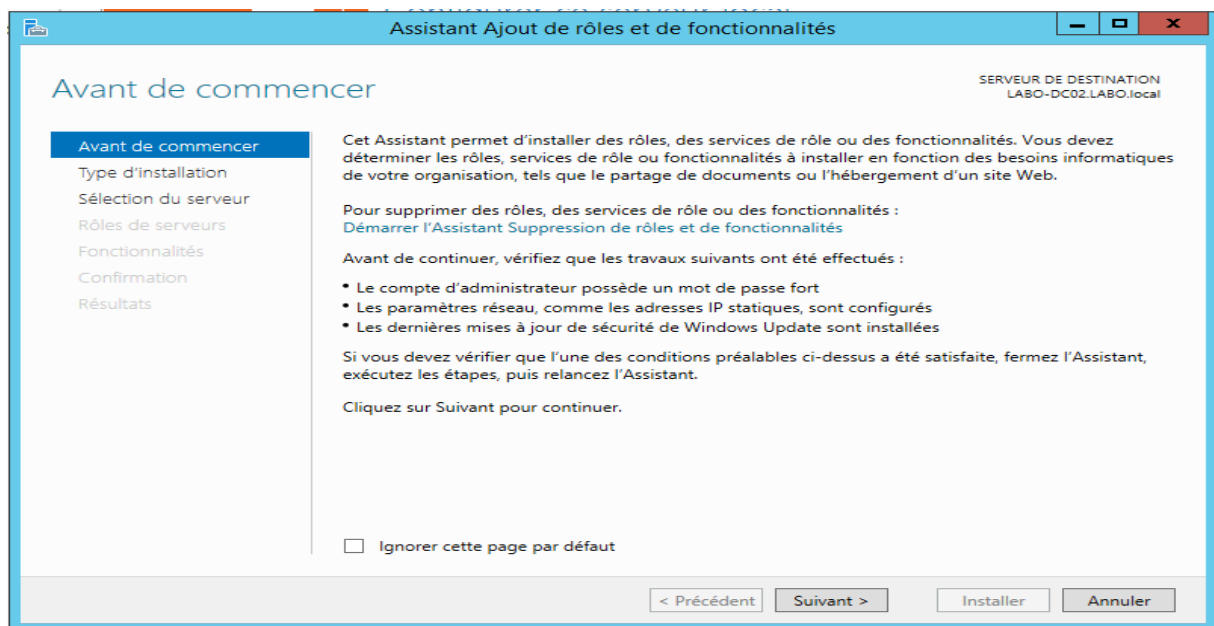 Assistant Ajout de rôles et de fonctionnalités
Avant de commencer
SERVEUR DE DESTINATION
LABO-DC02.LABO.local
Avant de commencer
Type d'installation
Sélection du serveur
Rôles de serveurs
Fonctionnalités
Confirmation
Résultats
Cet Assistant permet d'installer des rôles, des services de rôle ou des fonctionnalités. Vous devez
déterminer les rôles, services de rôle ou fonctionnalités à installer en fonction des besoins informatiques
de votre organisation, tels que le partage de documents ou l'hébergement d'un site Web.
Pour supprimer des rôles, des services de rôle ou des fonctionnalités :
Démarrer l'Assistant Suppression de rôles et de fonctionnalités
Avant de continuer, vérifiez que les travaux suivants ont été effectués :
• Le compte d'administrateur possède un mot de passe fort
• Les paramètres réseau, comme les adresses IP statiques, sont configurés
• Les dernières mises à jour de sécurité de Windows Update sont installées
Si vous devez vérifier que l'une des conditions préalables ci-dessus a été satisfaite, fermez l'Assistant,
exécutez les étapes, puis relancez l'Assistant.
Cliquez sur Suivant pour continuer.
Ignorer cette page par défaut
< Précédent
Suivant >
Installer
Annuler